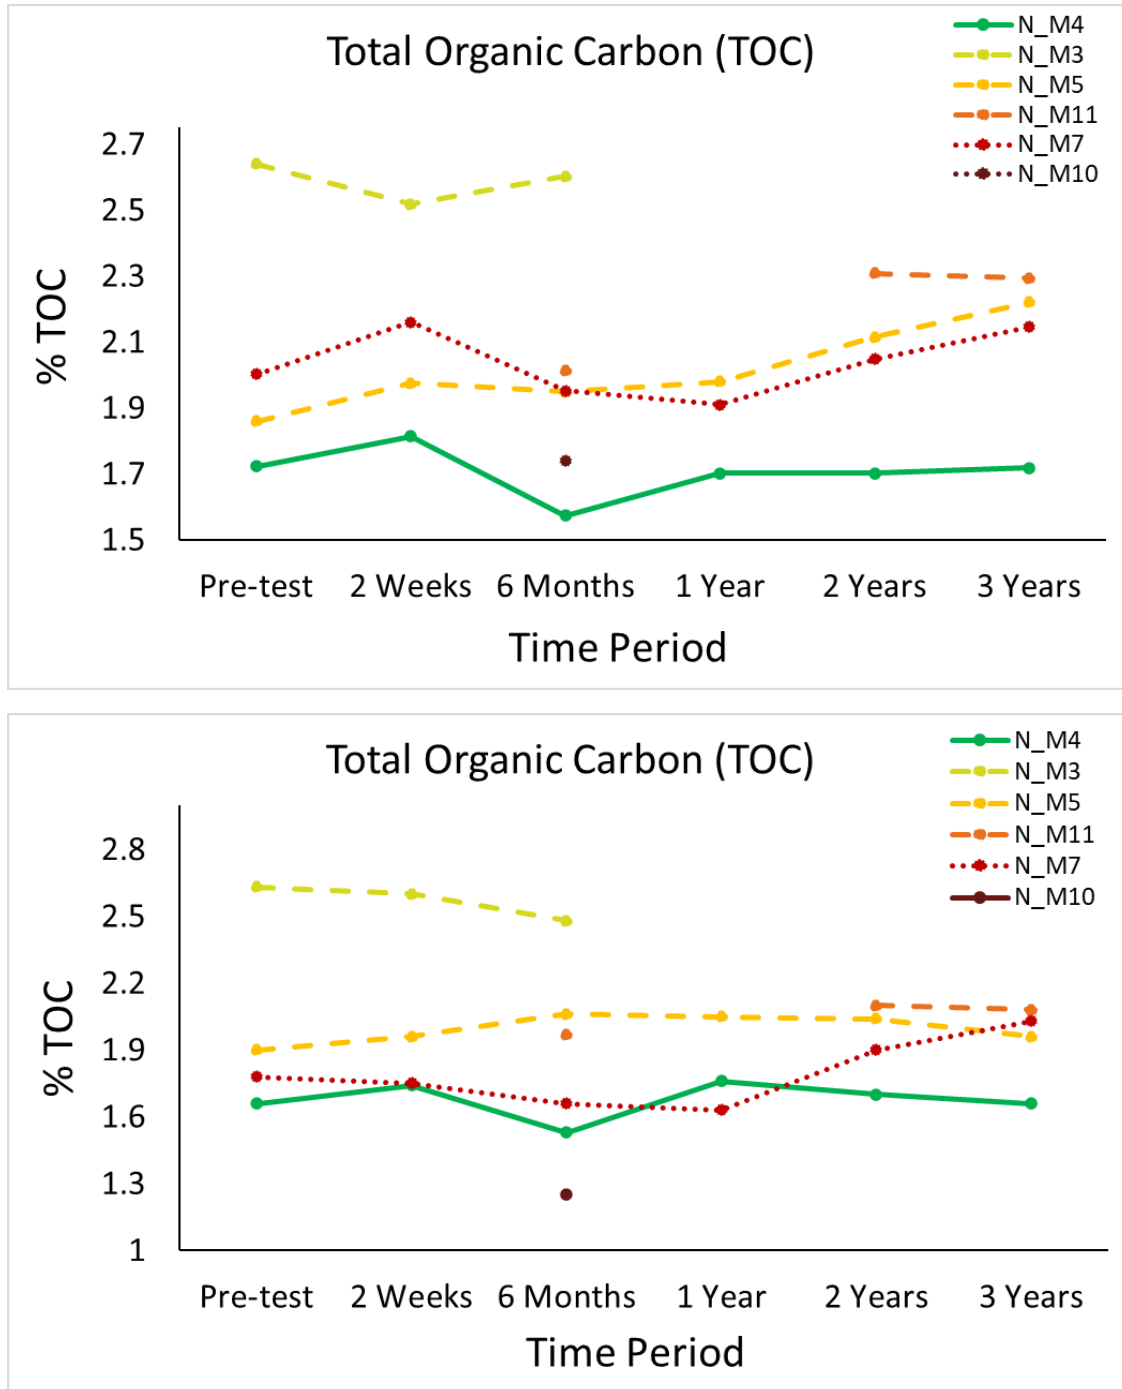 Total Organic Carbon (TOC)
N_M4
N_M3
N_M5
N_M11
N_M7
N_M10
% TOC
2.7
2.5
2.3
2.1
1.9
1.7
1.5
Pre-test 2 Weeks 6 Months 1 Year 2 Years 3 Years
Time Period
Total Organic Carbon (TOC)
N_M4
N_M3
N_M5
N_M11
N_M7
N_M10
% TOC
2.8
2.5
2.2
1.9
1.6
1.3
1
Pre-test 2 Weeks 6 Months 1 Year 2 Years 3 Years
Time Period